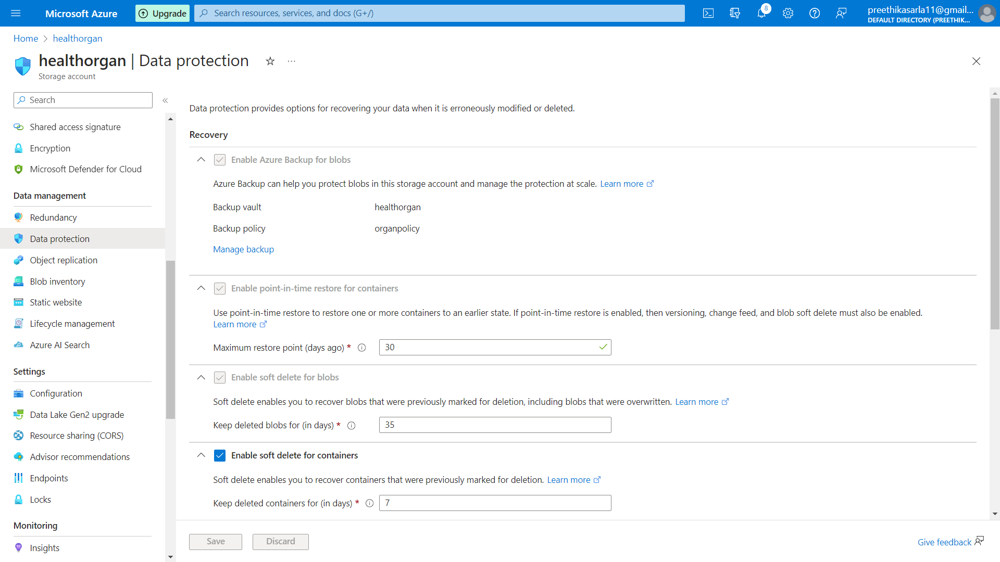 Microsoft Azure
Upgrade
Search resources, services, and docs (G+/)
8
preethikasarla11@gmail...
DEFAULT DIRECTORY (PREETHIK...
Home > healthorgan
healthorgan | Data protection
Storage account
Search
Shared access signature
Encryption
Microsoft Defender for Cloud
Data management
Redundancy
Data protection
Object replication
Blob inventory
Static website
Lifecycle management
Azure AI Search
Settings
Configuration
Data Lake Gen2 upgrade
Resource sharing (CORS)
Advisor recommendations
Endpoints
Locks
Monitoring
Insights
Data protection provides options for recovering your data when it is erroneously modified or deleted.
Recovery
Enable Azure Backup for blobs
Azure Backup can help you protect blobs in this storage account and manage the protection at scale. Learn more
Backup vault healthorgan
Backup policy organpolicy
Manage backup
Enable point-in-time restore for containers
Use point-in-time restore to restore one or more containers to an earlier state. If point-in-time restore is enabled, then versioning, change feed, and blob soft delete must also be enabled.
Learn more
Maximum restore point (days ago) * 30
Enable soft delete for blobs
Soft delete enables you to recover blobs that were previously marked for deletion, including blobs that were overwritten. Learn more
Keep deleted blobs for (in days) * 35
Enable soft delete for containers
Soft delete enables you to recover containers that were previously marked for deletion. Learn more
Keep deleted containers for (in days) * 7
Save
Discard
Give feedback